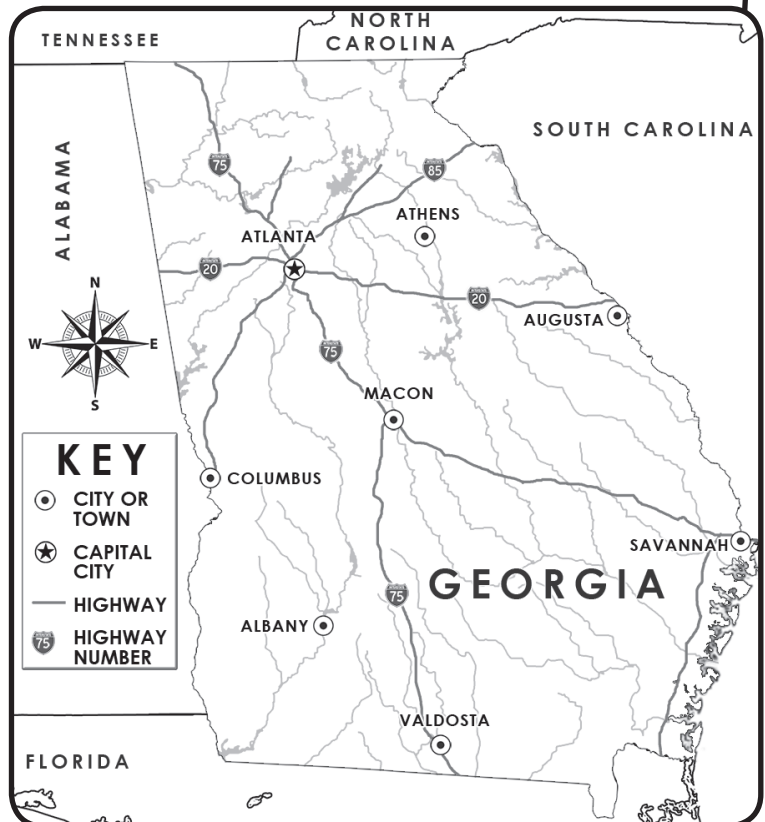 NORTH
CAROLINA
TENNESSEE
SOUTH CAROLINA
ALABAMA
75
85
ATHENS
ATLANTA
20
20
AUGUSTA
N
W E
S
75
MACON
KEY
CITY OR
TOWN
CAPITAL
CITY
HIGHWAY
75 HIGHWAY
NUMBER
COLUMBUS
SAVANNAH
GEORGIA
75
ALBANY
VALDOSTA
FLORIDA